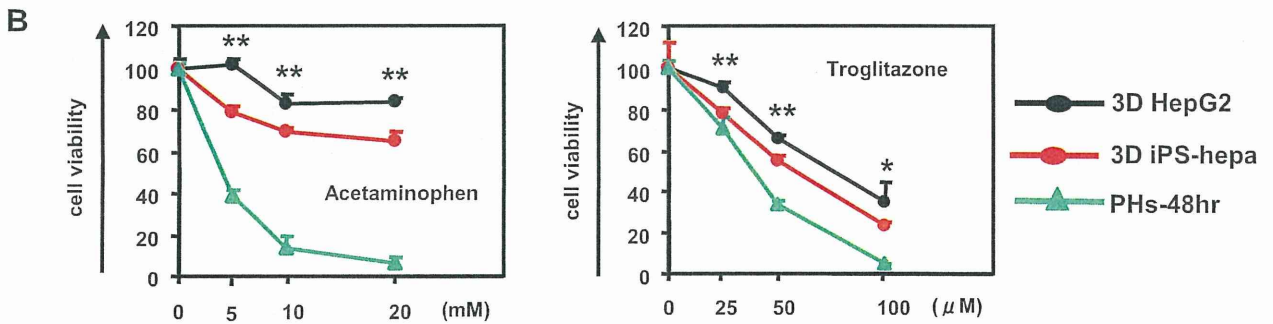 B
120
100
80
60
40
20
0
cell viability
**
**
**
Acetaminophen
0 5 10 20 (mM)
120
100
80
60
40
20
0
cell viability
**
**
*
Troglitazone
0 25 50 100 (μM)
3D HepG2
3D iPS-hepa
PHs-48hr